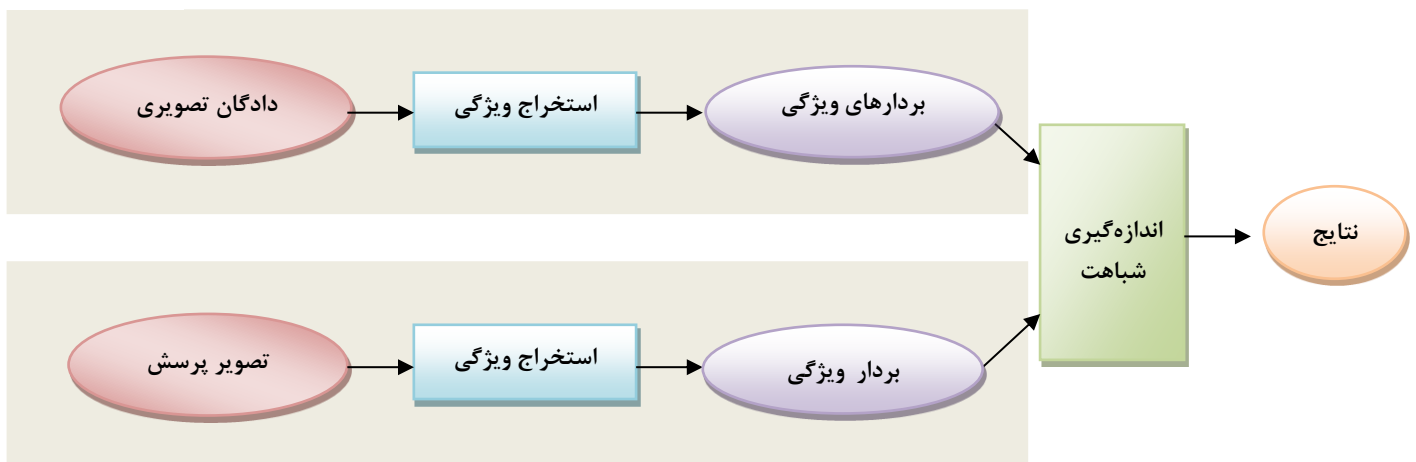 دادگان تصویری
استخراج ویژگی
بردارهای ویژگی
اندازه‌گیری
شباهت
نتایج
تصویر پرسش
استخراج ویژگی
بردار ویژگی